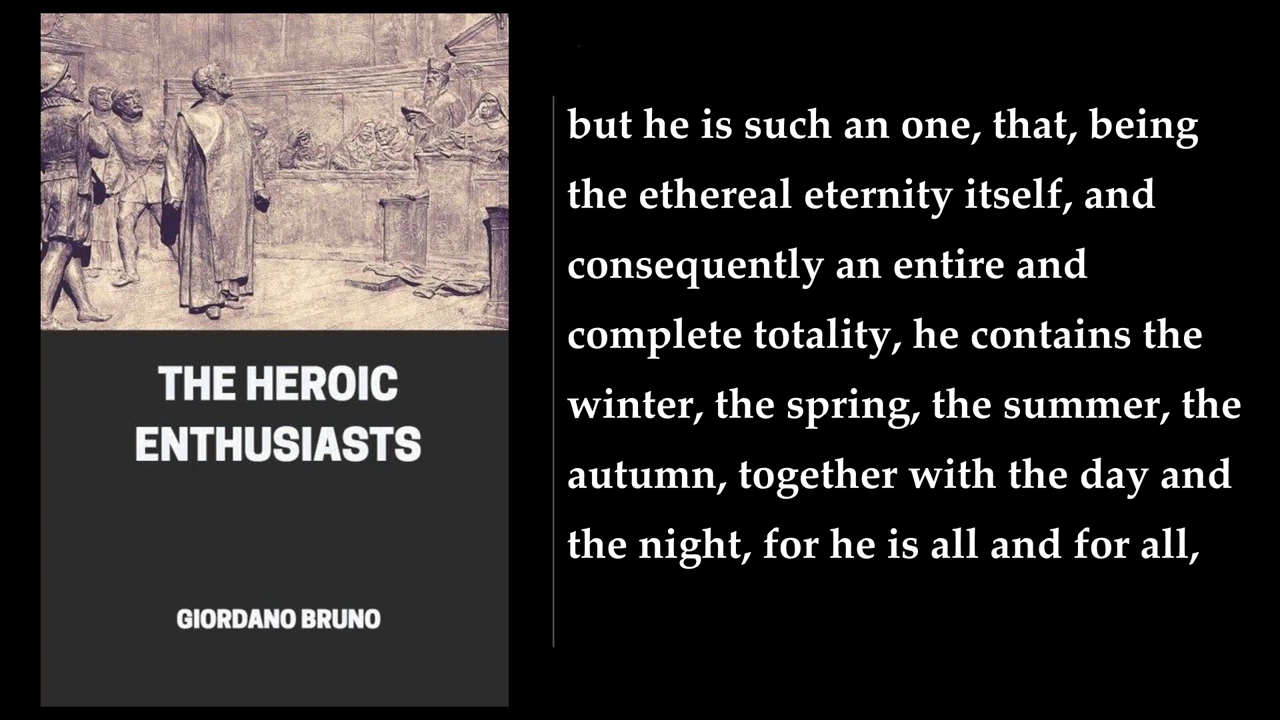 THE HEROIC
ENTHUSIASTS
GIORDANO BRUNO
but he is such an one, that, being
the ethereal eternity itself, and
consequently an entire and
complete totality, he contains the
winter, the spring, the summer, the
autumn, together with the day and
the night, for he is all and for all,